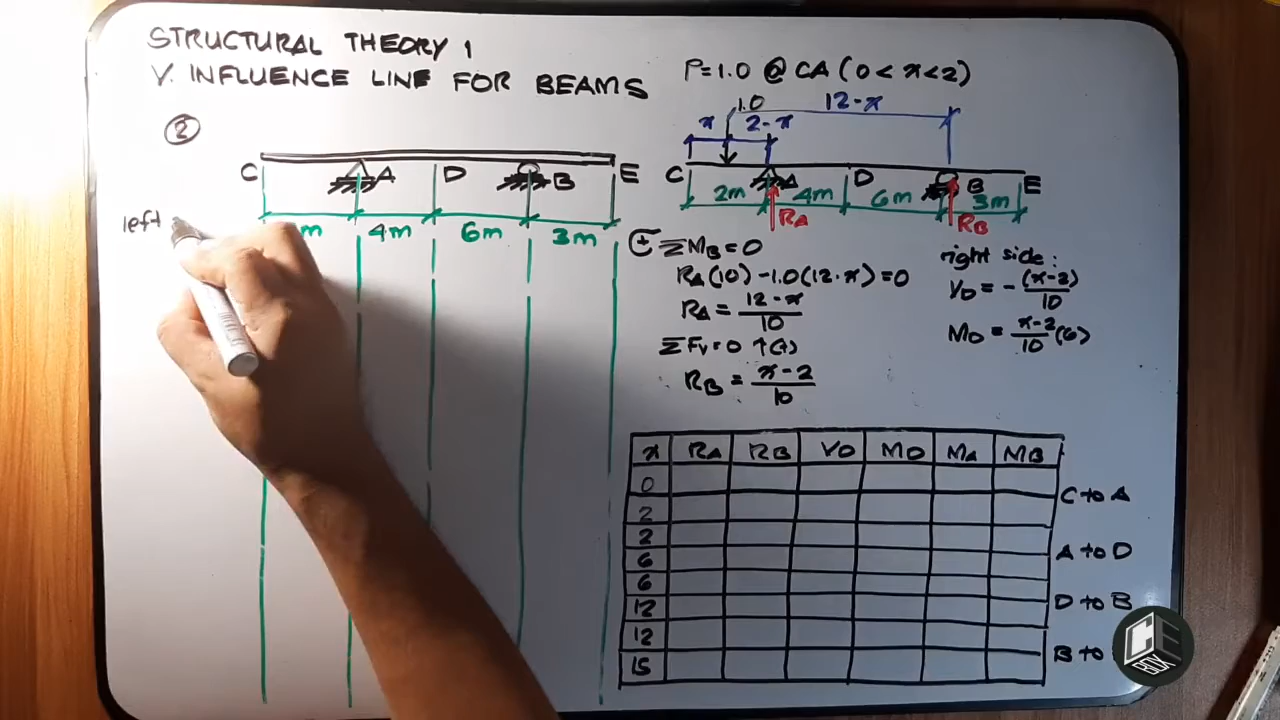 STRUCTURAL THEORY 1
V. INFLUENCE LINE FOR BEAMS
②
C A D B E
4m 6m 3m
left
P=1.0 @ CA (0 < x < 2)
1.0 12-x
x 2-x
C A D B E
2m 4m 6m 3m
RA RB
ΣMB=0
RA(10) -1.0(12-x)=0
RA = 12-x / 10
ΣFV=0 ↑(+)
RB = x-2 / 10
right side:
VD = - (x-2) / 10
MD = x-2 / 10 (6)
x RA RB VD MD MA MB
0
2
C to A
2
6
A to D
6
12
D to B
12
15
B to
CE
BOX